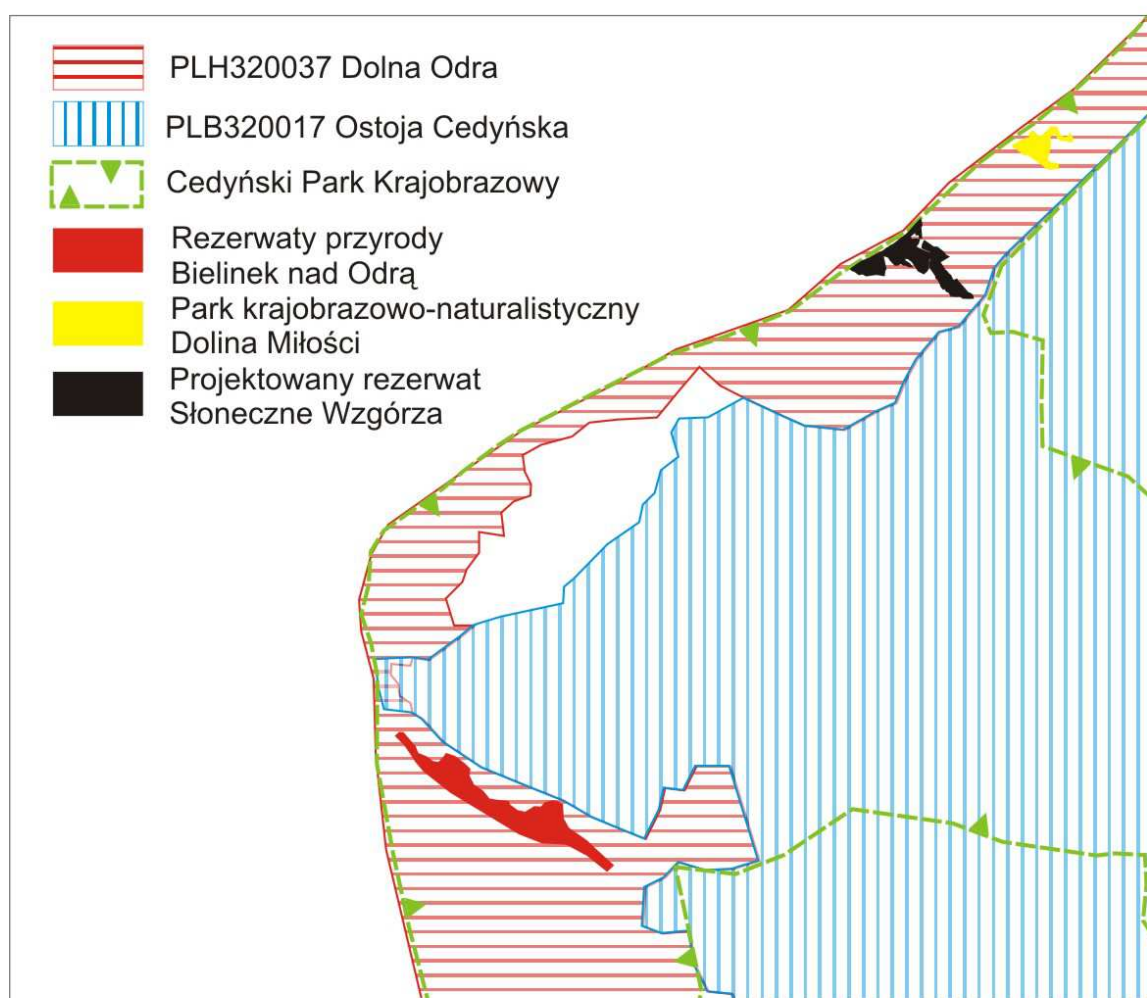 PLH320037 Dolna Odra
PLB320017 Ostoja Cedyńska
Cedyński Park Krajobrazowy
Rezerwaty przyrody
Bielinek nad Odrą
Park krajobrazowo-naturalistyczny
Dolina Miłości
Projektowany rezerwat
Słoneczne Wzgórza